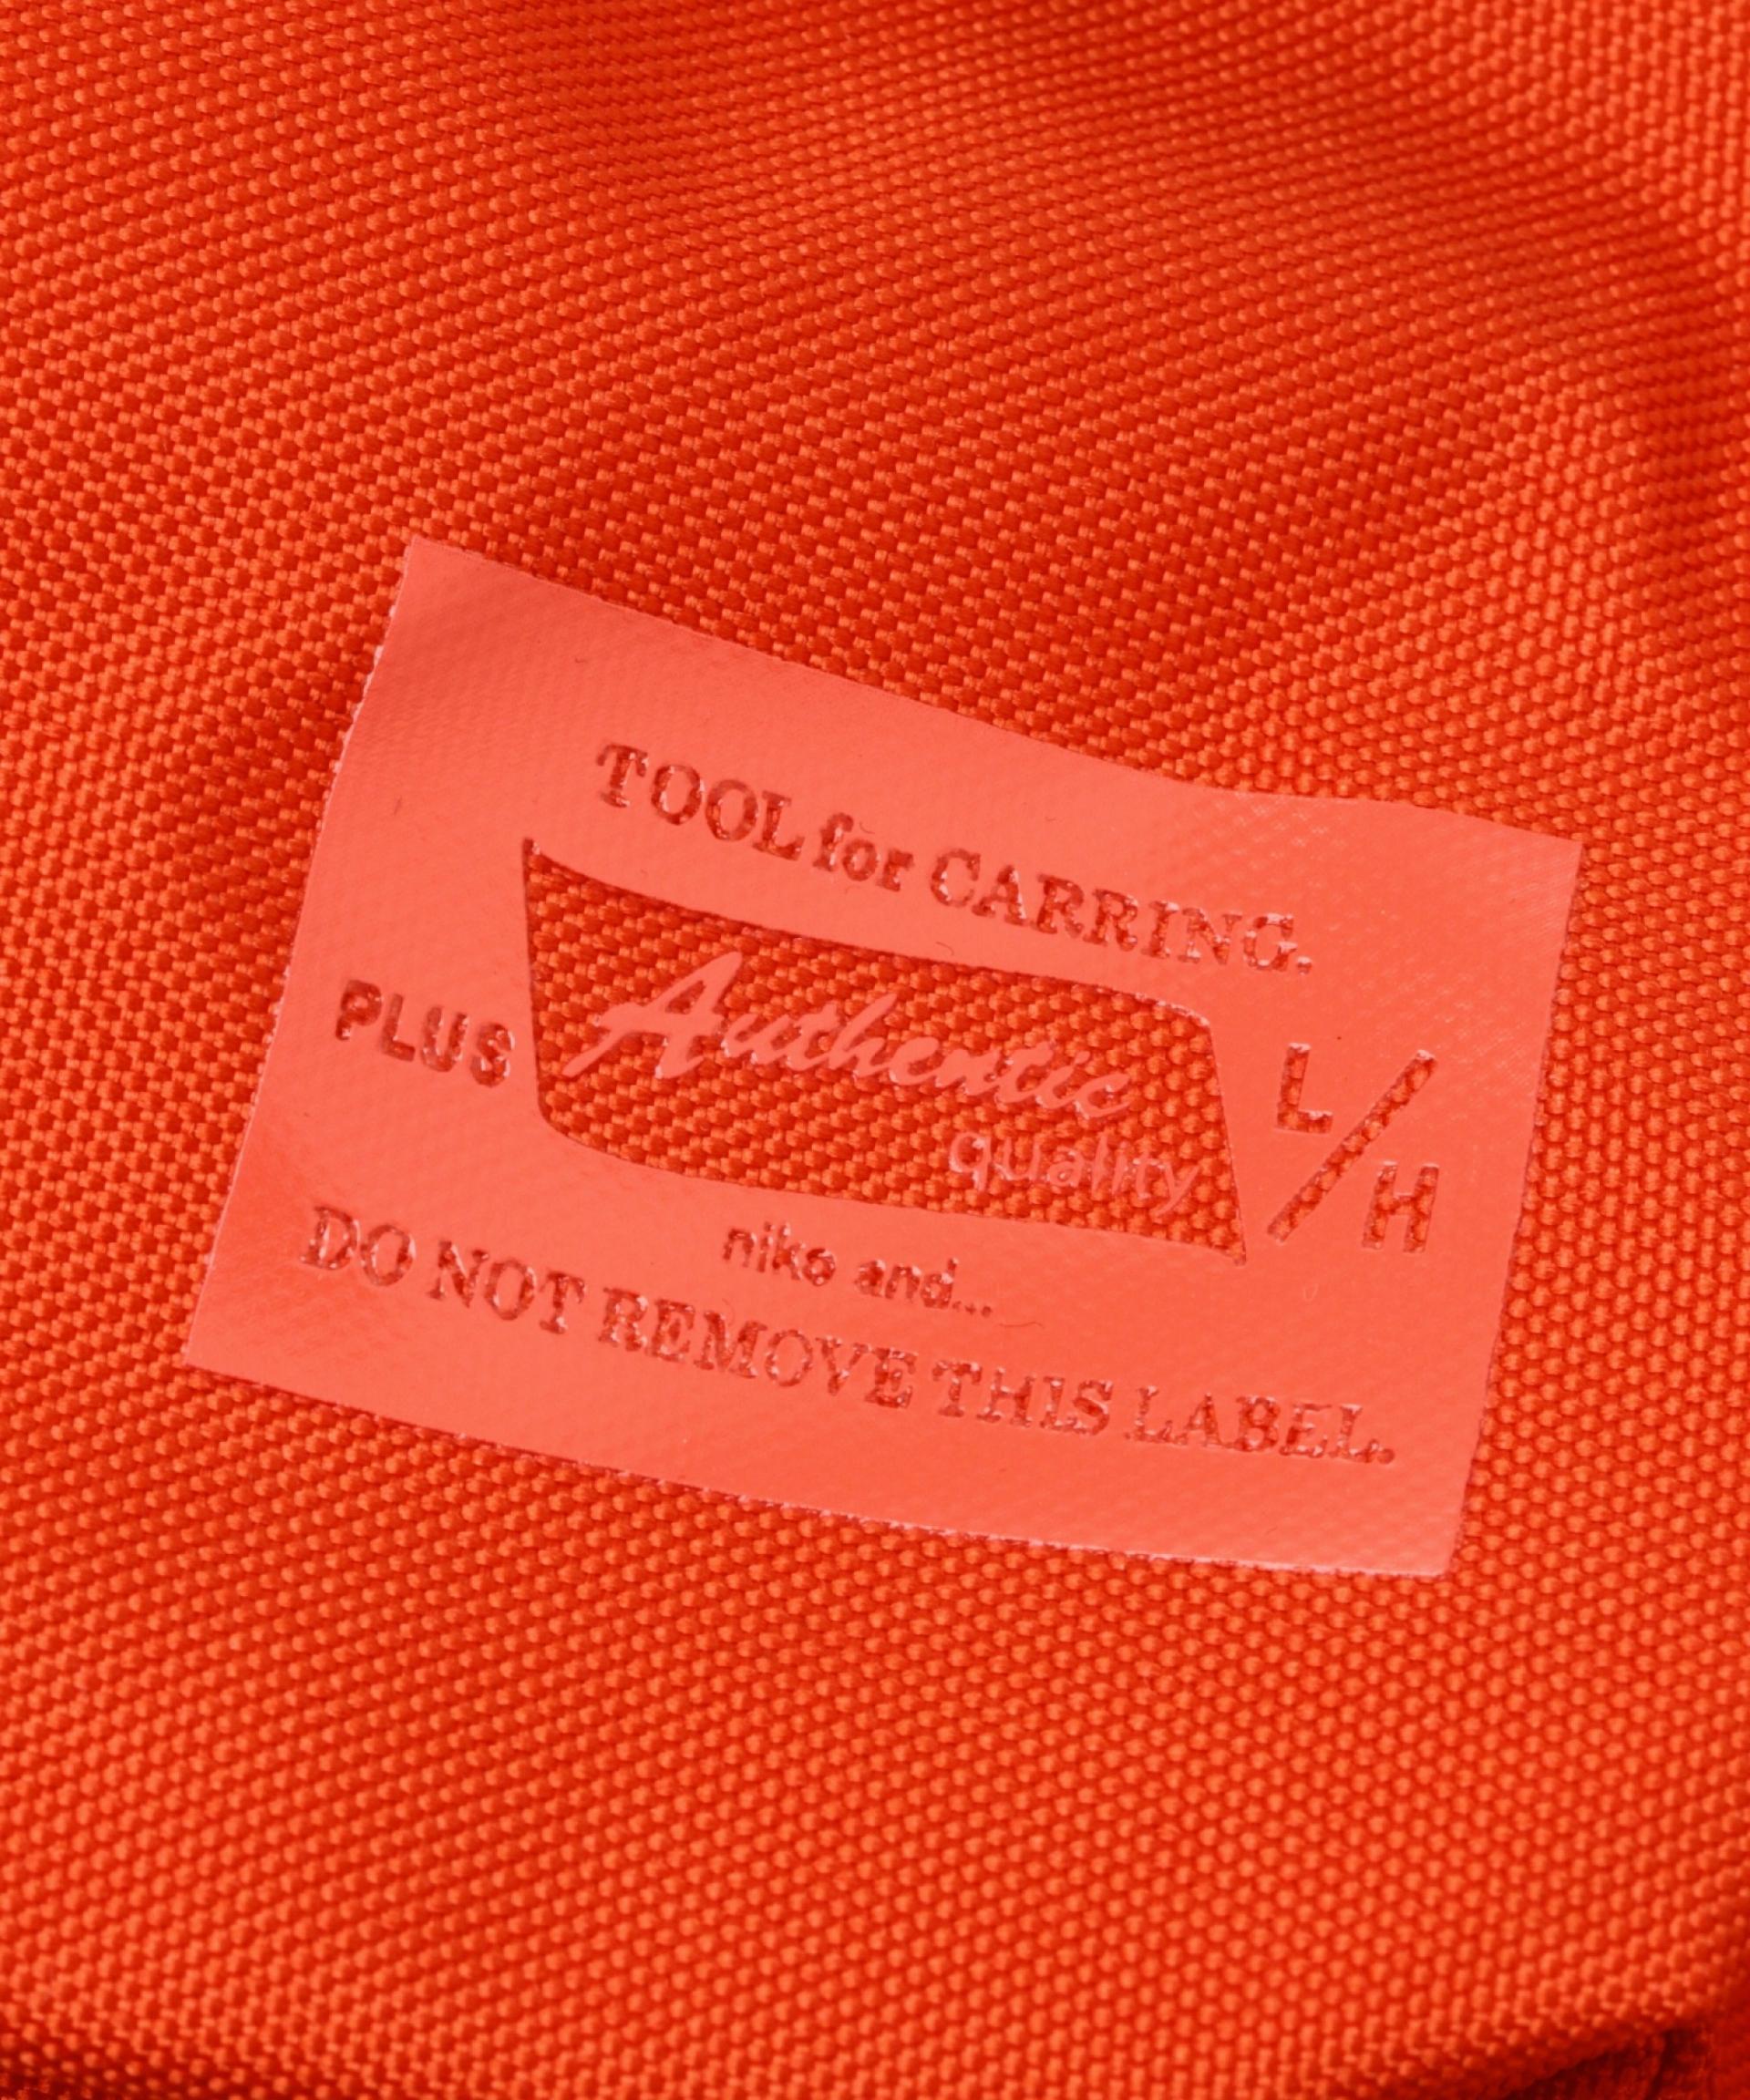 TOOL for CARRING.
PLUS
Authentic
quality
L/H
niko and...
DO NOT REMOVE THIS LABEL.